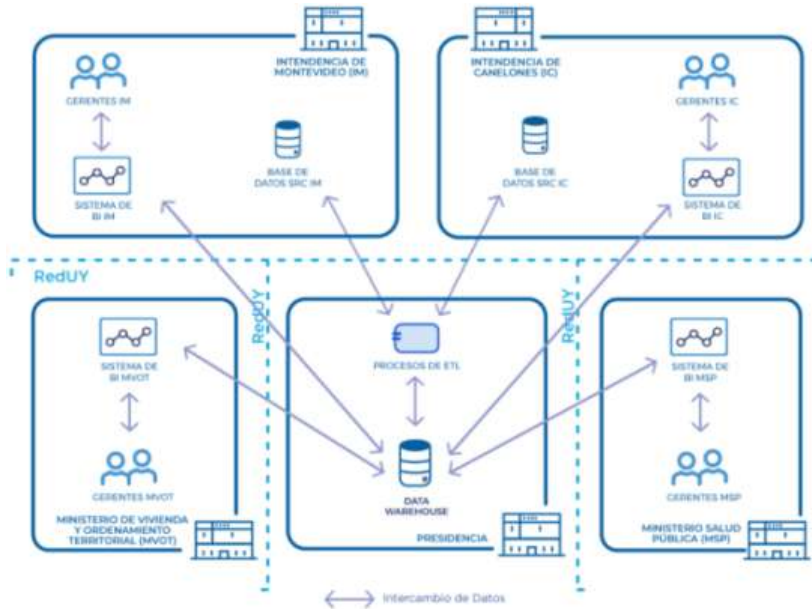 INTENDENCIA DE
MONTEVIDEO (IM)
GERENTES IM
BASE DE
DATOS SRC IM
SISTEMA DE
BI IM
INTENDENCIA DE
CANELONES (IC)
GERENTES IC
BASE DE
DATOS SRC IC
SISTEMA DE
BI IC
RedUY
RedUY
RedUY
SISTEMA DE
BI MVOT
GERENTES MVOT
MINISTERIO DE VIVIENDA
Y ORDENAMIENTO
TERRITORIAL (MVOT)
PROCESOS DE ETL
DATA
WAREHOUSE
PRESIDENCIA
SISTEMA DE
BI MSP
GERENTES MSP
MINISTERIO SALUD
PÚBLICA (MSP)
Intercambio de Datos